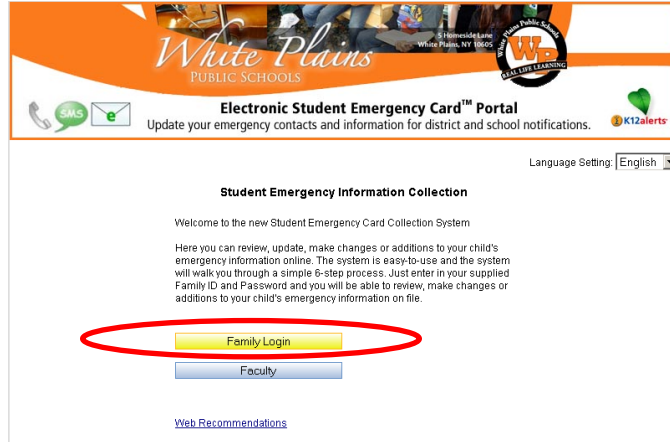 5 Homeside Lane
White Plains, NY 10605
White Plains
PUBLIC SCHOOLS
White Plains Public Schools
WP
REAL LIFE LEARNING
SMS
e
Electronic Student Emergency Card™ Portal
Update your emergency contacts and information for district and school notifications.
K12alerts
Language Setting: English
Student Emergency Information Collection
Welcome to the new Student Emergency Card Collection System
Here you can review, update, make changes or additions to your child's
emergency information online. The system is easy-to-use and the system
will walk you through a simple 6-step process. Just enter in your supplied
Family ID and Password and you will be able to review, make changes or
additions to your child's emergency information on file.
Family Login
Faculty
Web Recommendations